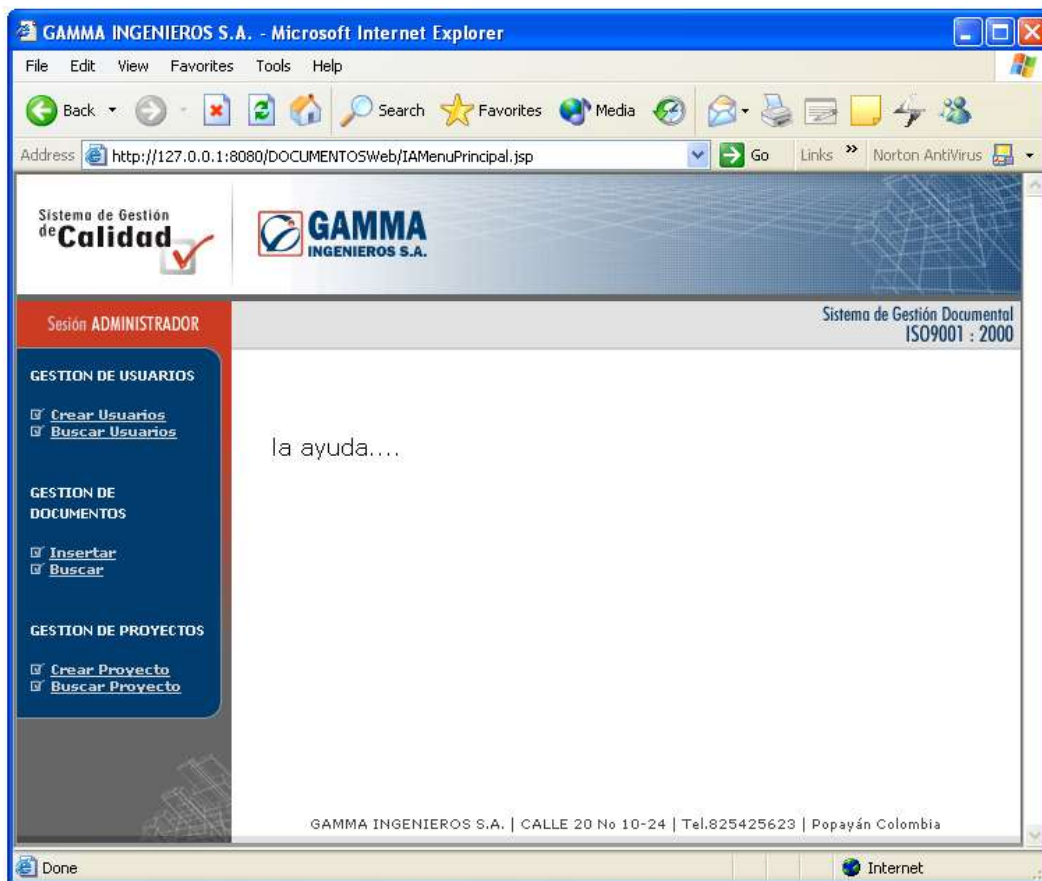 GAMMA INGENIEROS S.A. - Microsoft Internet Explorer
File Edit View Favorites Tools Help
Back Search Favorites Media
Address http://127.0.0.1:8080/DOCUMENTOSWeb/IAMenuPrincipal.jsp Go Links » Norton AntiVirus
Sistema de Gestión
de Calidad
GAMMA
INGENIEROS S.A.
Sesión ADMINISTRADOR
Sistema de Gestión Documental
ISO9001 : 2000
GESTION DE USUARIOS
Crear Usuarios
Buscar Usuarios
la ayuda....
GESTION DE
DOCUMENTOS
Insertar
Buscar
GESTION DE PROYECTOS
Crear Proyecto
Buscar Proyecto
GAMMA INGENIEROS S.A. | CALLE 20 No 10-24 | Tel.825425623 | Popayán Colombia
Done Internet